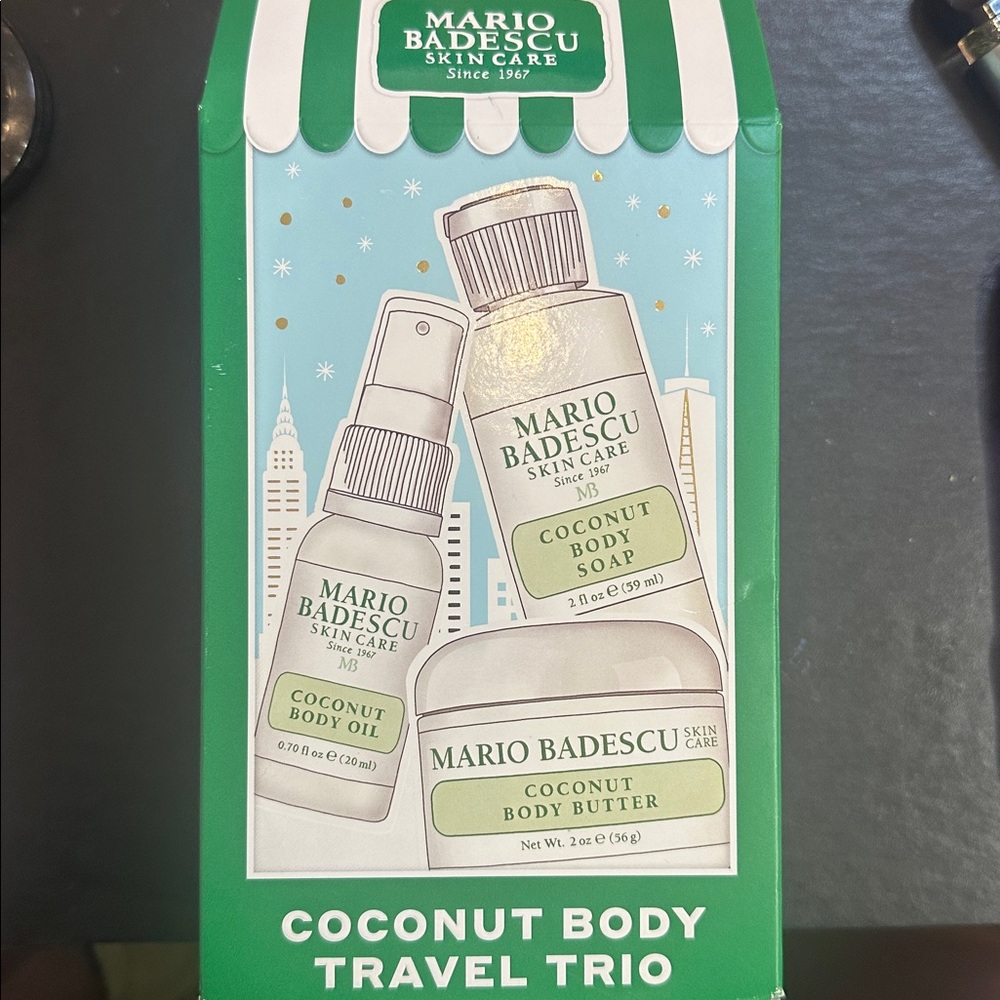 MARIO
BADESCU
SKIN CARE
Since 1967
MARIO
BADESCU
SKIN CARE
Since 1967
MB
COCONUT
BODY
SOAP
2 fl oz ℮ (59 ml)
MARIO
BADESCU
SKIN CARE
Since 1967
MB
COCONUT
BODY OIL
0.70 fl oz ℮ (20 ml)
MARIO BADESCU SKIN CARE
COCONUT
BODY BUTTER
Net Wt. 2 oz ℮ (56 g)
COCONUT BODY
TRAVEL TRIO